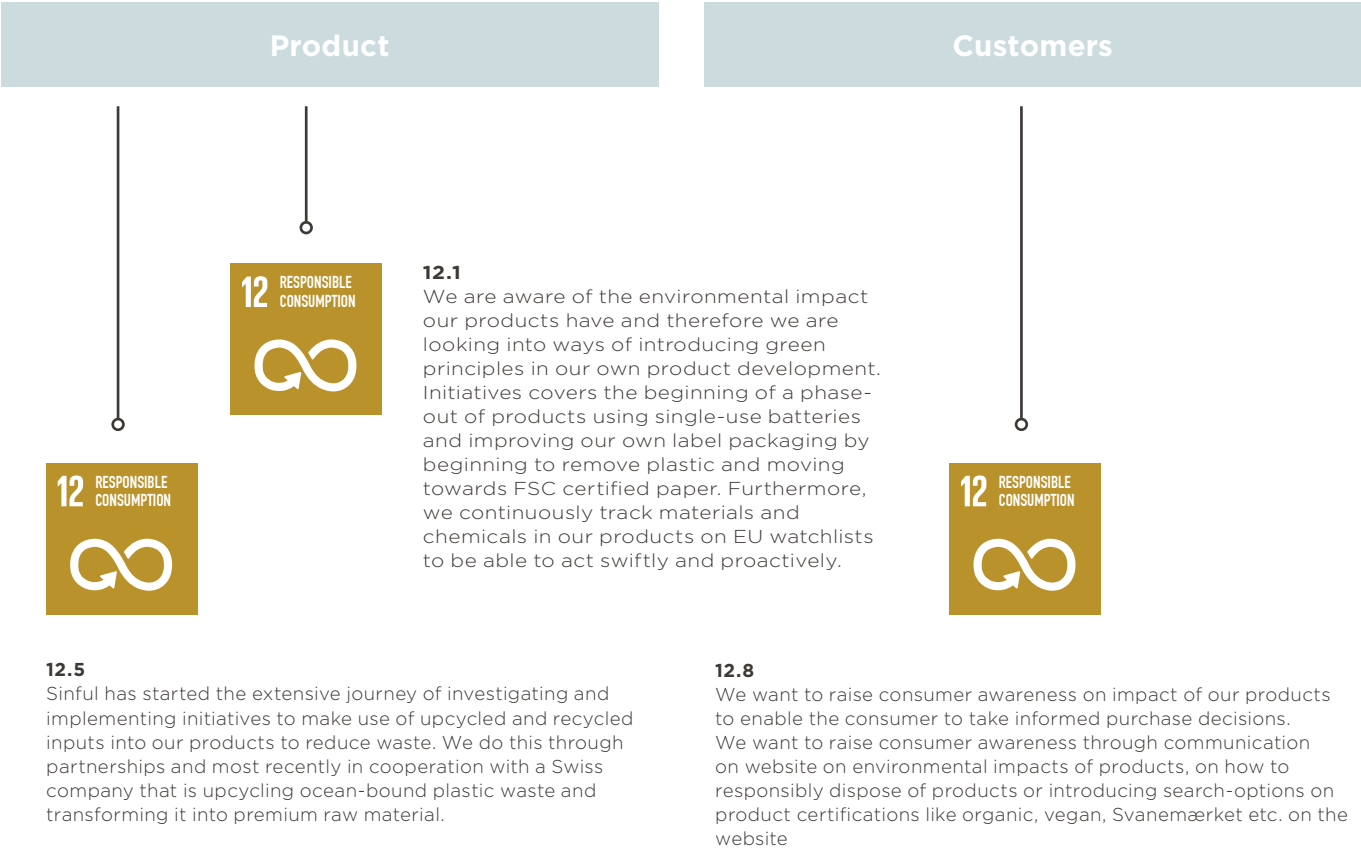 Product
Customers
12 RESPONSIBLE
CONSUMPTION
12.1
We are aware of the environmental impact
our products have and therefore we are
looking into ways of introducing green
principles in our own product development.
Initiatives covers the beginning of a phase-
out of products using single-use batteries
and improving our own label packaging by
beginning to remove plastic and moving
towards FSC certified paper. Furthermore,
we continuously track materials and
chemicals in our products on EU watchlists
to be able to act swiftly and proactively.
12 RESPONSIBLE
CONSUMPTION
12.5
Sinful has started the extensive journey of investigating and
implementing initiatives to make use of upcycled and recycled
inputs into our products to reduce waste. We do this through
partnerships and most recently in cooperation with a Swiss
company that is upcycling ocean-bound plastic waste and
transforming it into premium raw material.
12 RESPONSIBLE
CONSUMPTION
12.8
We want to raise consumer awareness on impact of our products
to enable the consumer to take informed purchase decisions.
We want to raise consumer awareness through communication
on website on environmental impacts of products, on how to
responsibly dispose of products or introducing search-options on
product certifications like organic, vegan, Svanemærket etc. on the
website